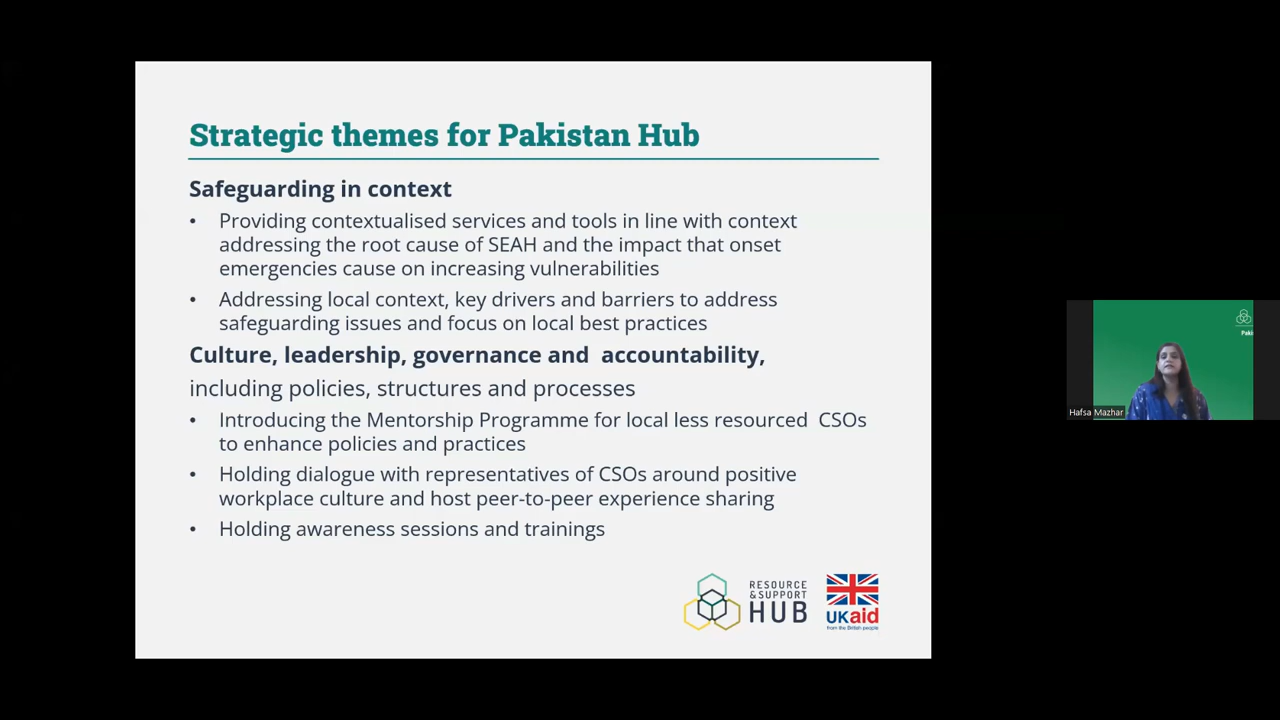 Strategic themes for Pakistan Hub
Safeguarding in context
• Providing contextualised services and tools in line with context
addressing the root cause of SEAH and the impact that onset
emergencies cause on increasing vulnerabilities
• Addressing local context, key drivers and barriers to address
safeguarding issues and focus on local best practices
Culture, leadership, governance and  accountability,
including policies, structures and processes
• Introducing the Mentorship Programme for local less resourced  CSOs
to enhance policies and practices
• Holding dialogue with representatives of CSOs around positive
workplace culture and host peer-to-peer experience sharing
• Holding awareness sessions and trainings
RESOURCE
&SUPPORT
HUB
UKaid
from the British people
Paki
Hafsa Mazhar